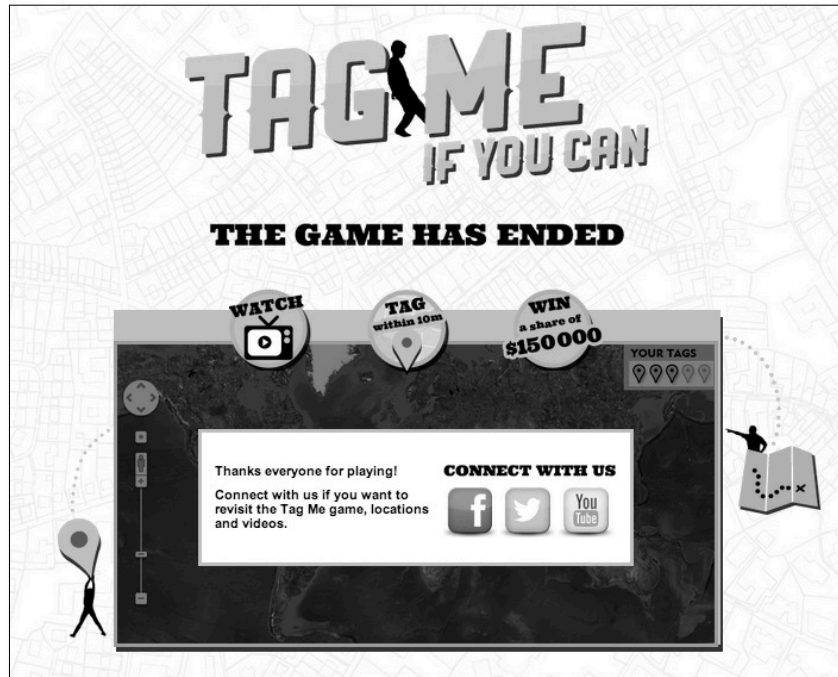 TAG ME
IF YOU CAN
THE GAME HAS ENDED
WATCH
TAG
within 10m
WIN
a share of
$150000
YOUR TAGS
Thanks everyone for playing!
Connect with us if you want to
revisit the Tag Me game, locations
and videos.
CONNECT WITH US
f
You
Tube